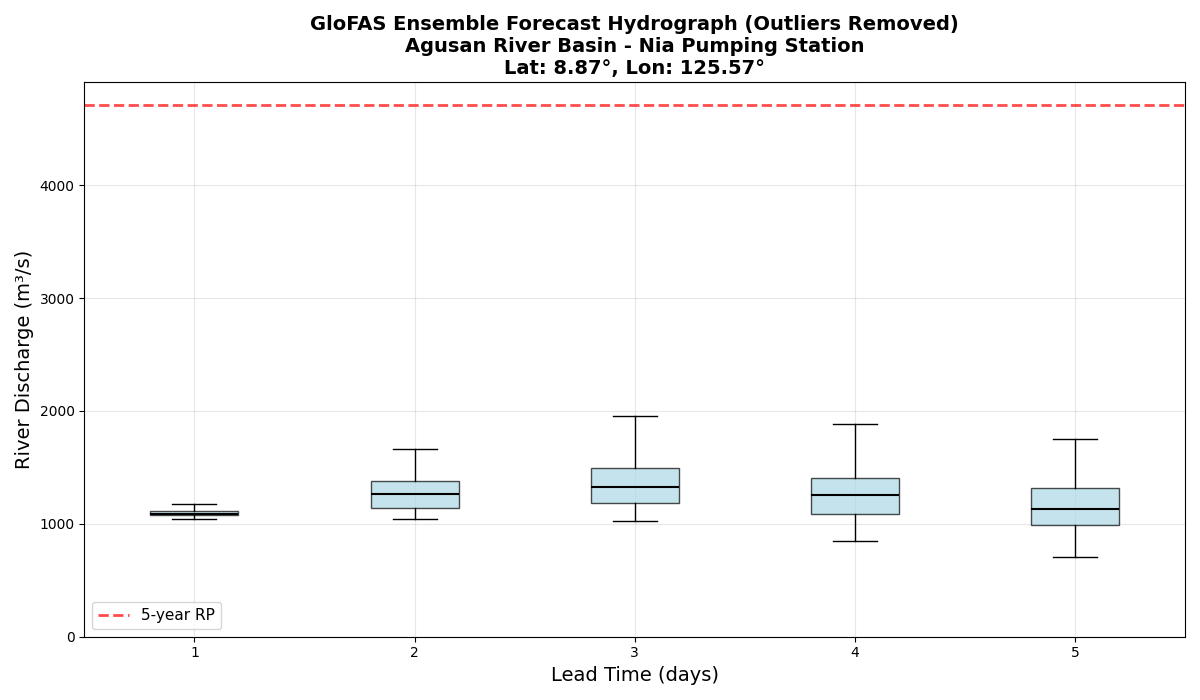 GloFAS Ensemble Forecast Hydrograph (Outliers Removed)
Agusan River Basin - Nia Pumping Station
Lat: 8.87°, Lon: 125.57°
River Discharge (m³/s)
4000
3000
2000
1000
0
5-year RP
1 2 3 4 5
Lead Time (days)